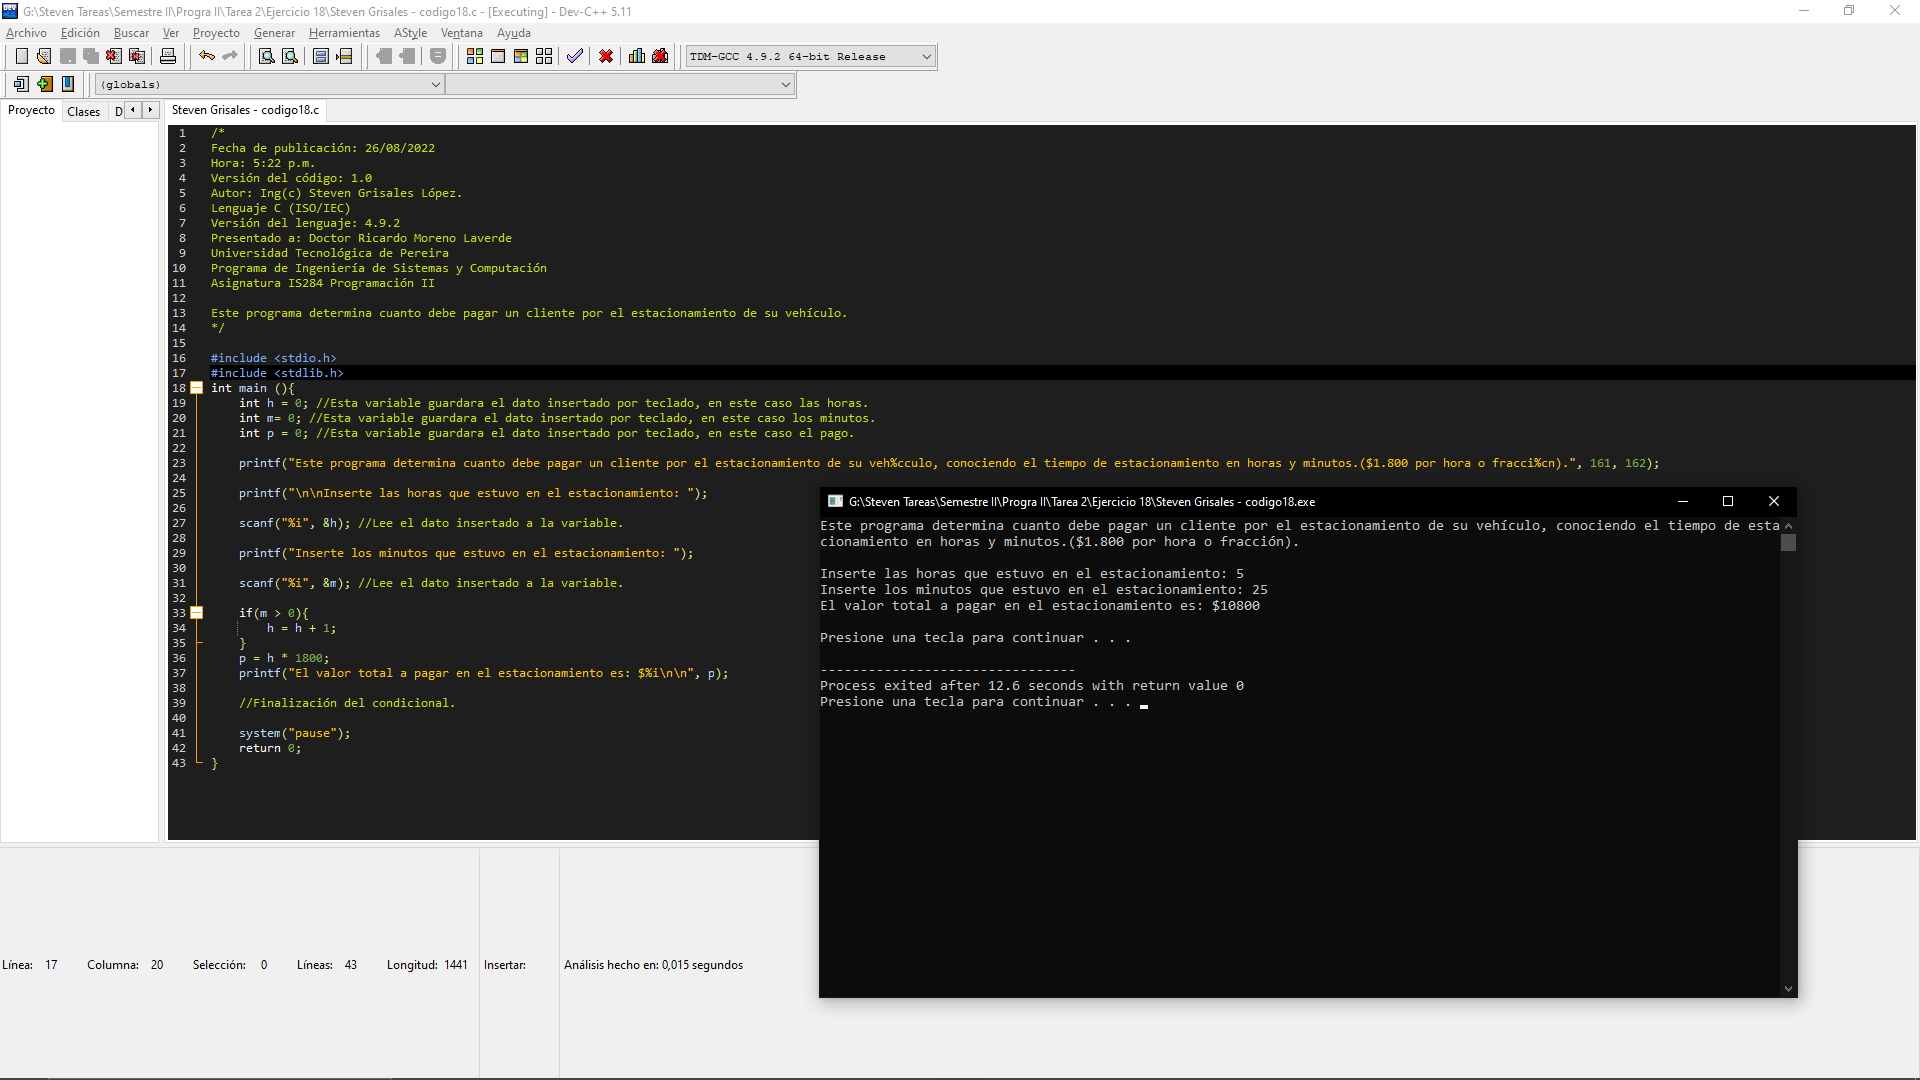 G:\Steven Tareas\Semestre II\Progra II\Tarea 2\Ejercicio 18\Steven Grisales - codigo18.c - [Executing] - Dev-C++ 5.11
Archivo Edición Buscar Ver Proyecto Generar Herramientas AStyle Ventana Ayuda
TDM-GCC 4.9.2 64-bit Release
(globals)
Proyecto Clases D
Steven Grisales - codigo18.c
1 /*
2 Fecha de publicación: 26/08/2022
3 Hora: 5:22 p.m.
4 Versión del código: 1.0
5 Autor: Ing(c) Steven Grisales López.
6 Lenguaje C (ISO/IEC)
7 Versión del lenguaje: 4.9.2
8 Presentado a: Doctor Ricardo Moreno Laverde
9 Universidad Tecnológica de Pereira
10 Programa de Ingeniería de Sistemas y Computación
11 Asignatura IS284 Programación II
12
13 Este programa determina cuanto debe pagar un cliente por el estacionamiento de su vehículo.
14 */
15
16 #include <stdio.h>
17 #include <stdlib.h>
18 int main (){
19 int h = 0; //Esta variable guardara el dato insertado por teclado, en este caso las horas.
20 int m= 0; //Esta variable guardara el dato insertado por teclado, en este caso los minutos.
21 int p = 0; //Esta variable guardara el dato insertado por teclado, en este caso el pago.
22
23 printf("Este programa determina cuanto debe pagar un cliente por el estacionamiento de su veh%cculo, conociendo el tiempo de estacionamiento en horas y minutos.($1.800 por hora o fracci%cn).", 161, 162);
24
25 printf("\n\nInserte las horas que estuvo en el estacionamiento: ");
26
27 scanf("%i", &h); //Lee el dato insertado a la variable.
28
29 printf("Inserte los minutos que estuvo en el estacionamiento: ");
30
31 scanf("%i", &m); //Lee el dato insertado a la variable.
32
33 if(m > 0){
34 h = h + 1;
35 }
36 p = h * 1800;
37 printf("El valor total a pagar en el estacionamiento es: $%i\n\n", p);
38
39 //Finalización del condicional.
40
41 system("pause");
42 return 0;
43 }
G:\Steven Tareas\Semestre II\Progra II\Tarea 2\Ejercicio 18\Steven Grisales - codigo18.exe
Este programa determina cuanto debe pagar un cliente por el estacionamiento de su vehículo, conociendo el tiempo de esta
cionamiento en horas y minutos.($1.800 por hora o fracción).
Inserte las horas que estuvo en el estacionamiento: 5
Inserte los minutos que estuvo en el estacionamiento: 25
El valor total a pagar en el estacionamiento es: $10800
Presione una tecla para continuar . . .
--------------------------------
Process exited after 12.6 seconds with return value 0
Presione una tecla para continuar . . .
Línea: 17 Columna: 20 Selección: 0 Líneas: 43 Longitud: 1441 Insertar: Análisis hecho en: 0,015 segundos